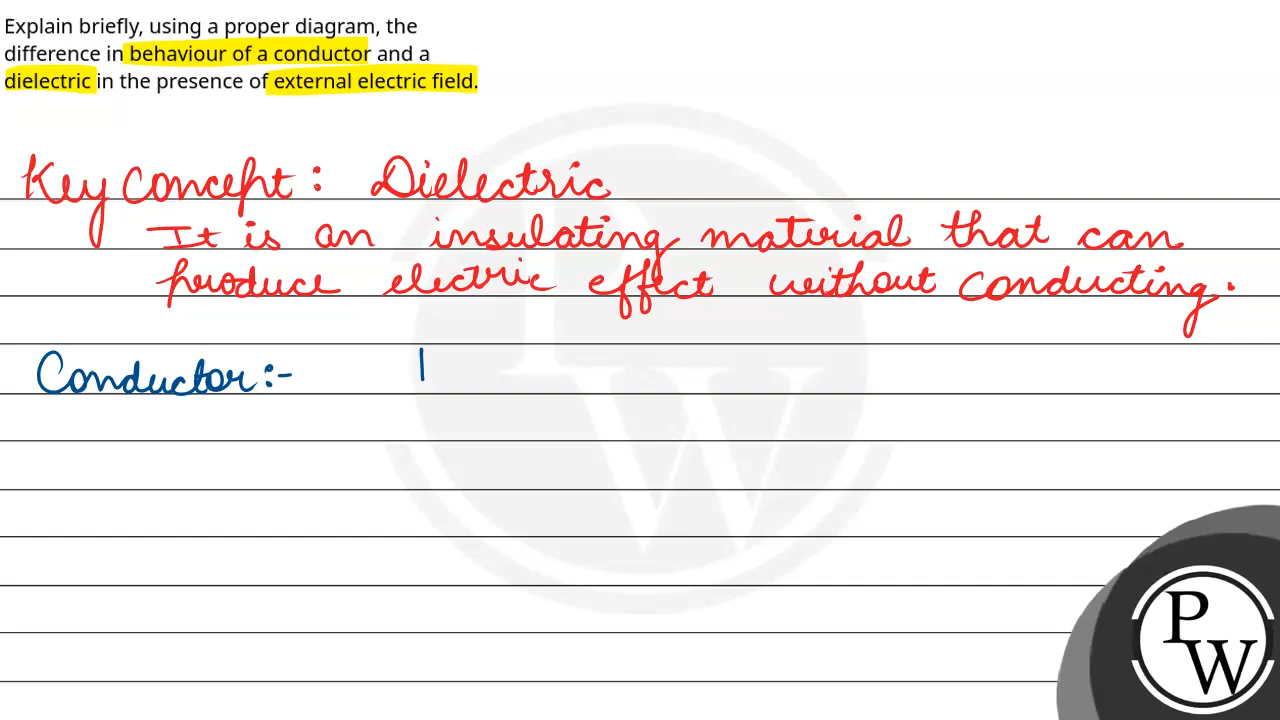 Explain briefly, using a proper diagram, the
difference in behaviour of a conductor and a
dielectric in the presence of external electric field.
Key concept: Dielectric
It is an insulating material that can
produce electric effect without conducting.
Conductor:-
PW
PW